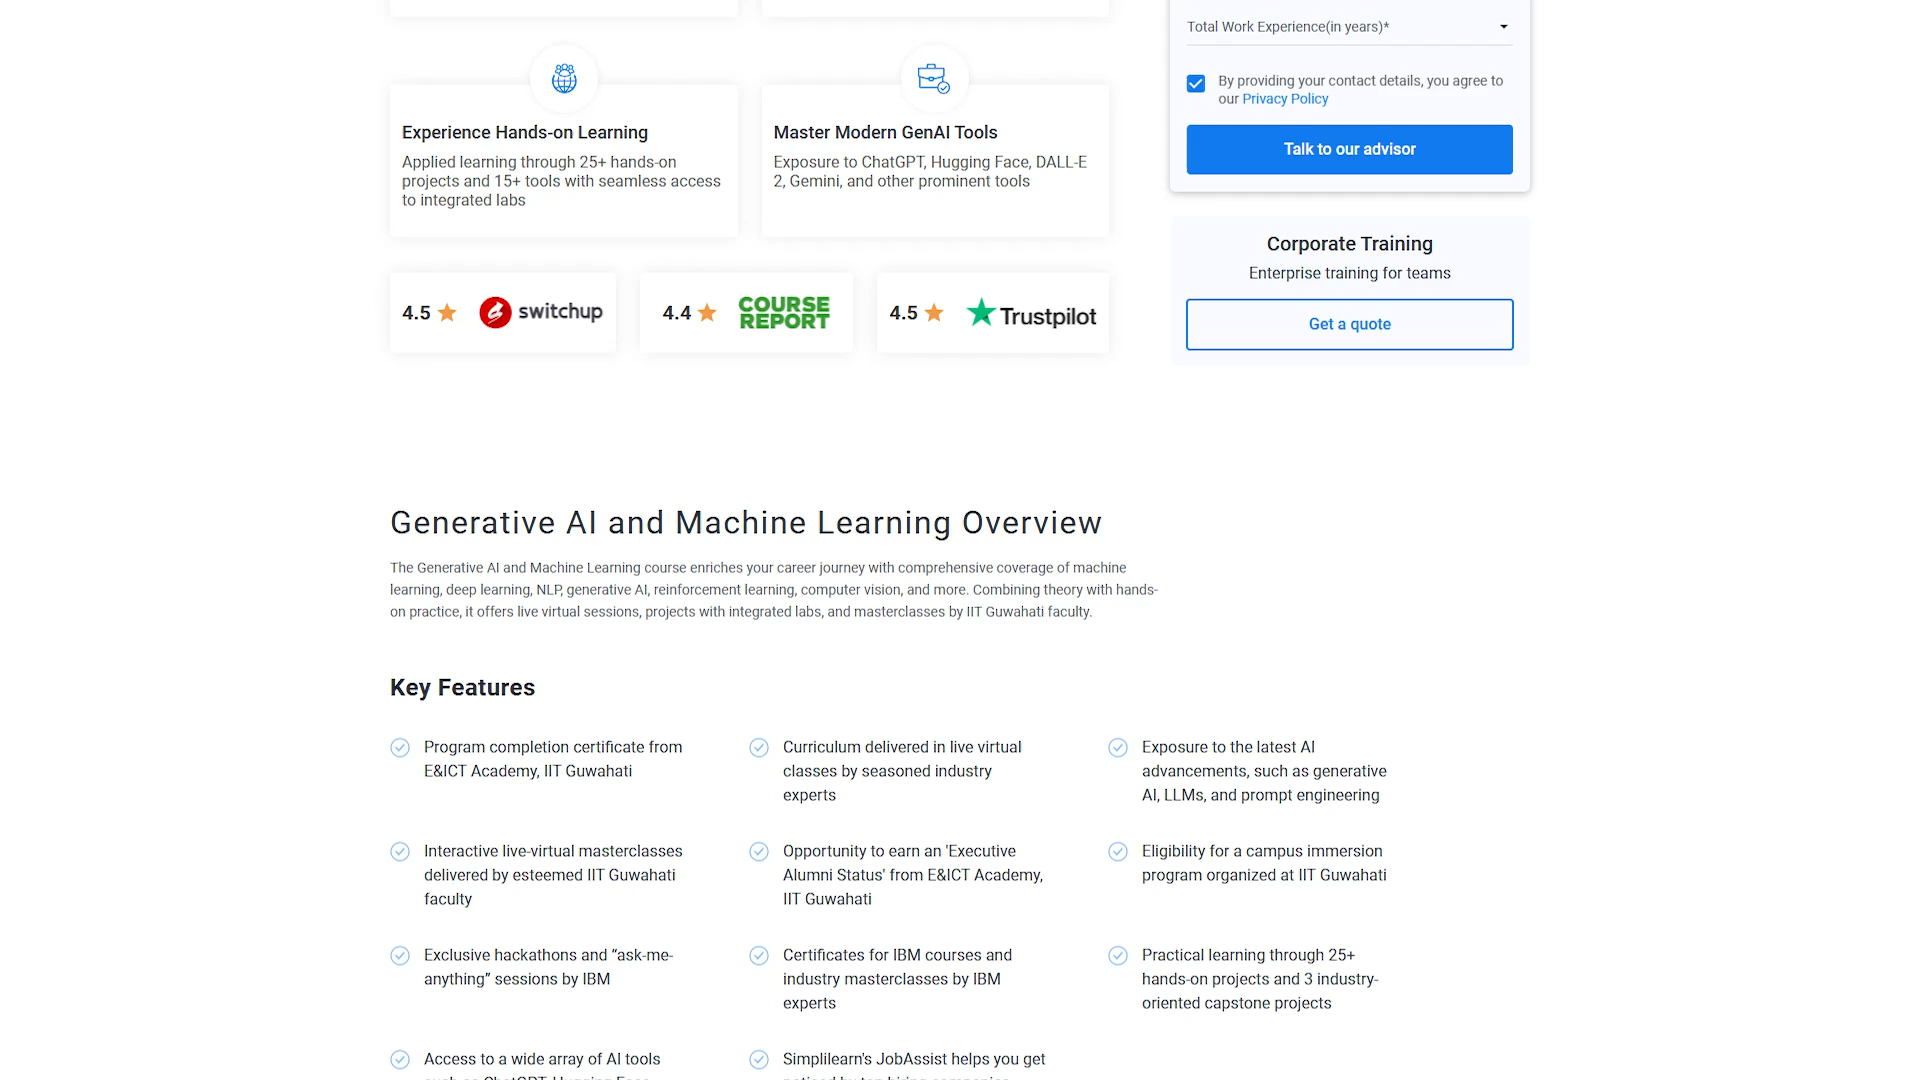 Total Work Experience(in years)*
By providing your contact details, you agree to
our Privacy Policy
Talk to our advisor
Experience Hands-on Learning
Applied learning through 25+ hands-on
projects and 15+ tools with seamless access
to integrated labs
Master Modern GenAI Tools
Exposure to ChatGPT, Hugging Face, DALL-E
2, Gemini, and other prominent tools
Corporate Training
Enterprise training for teams
Get a quote
4.5 switchup
4.4 COURSE
REPORT
4.5 Trustpilot
Generative AI and Machine Learning Overview
The Generative AI and Machine Learning course enriches your career journey with comprehensive coverage of machine
learning, deep learning, NLP, generative AI, reinforcement learning, computer vision, and more. Combining theory with hands-
on practice, it offers live virtual sessions, projects with integrated labs, and masterclasses by IIT Guwahati faculty.
Key Features
Program completion certificate from
E&ICT Academy, IIT Guwahati
Curriculum delivered in live virtual
classes by seasoned industry
experts
Exposure to the latest AI
advancements, such as generative
AI, LLMs, and prompt engineering
Interactive live-virtual masterclasses
delivered by esteemed IIT Guwahati
faculty
Opportunity to earn an 'Executive
Alumni Status' from E&ICT Academy,
IIT Guwahati
Eligibility for a campus immersion
program organized at IIT Guwahati
Exclusive hackathons and “ask-me-
anything” sessions by IBM
Certificates for IBM courses and
industry masterclasses by IBM
experts
Practical learning through 25+
hands-on projects and 3 industry-
oriented capstone projects
Access to a wide array of AI tools
such as ChatGPT, Hugging Face,
Simplilearn's JobAssist helps you get
noticed by top hiring companies